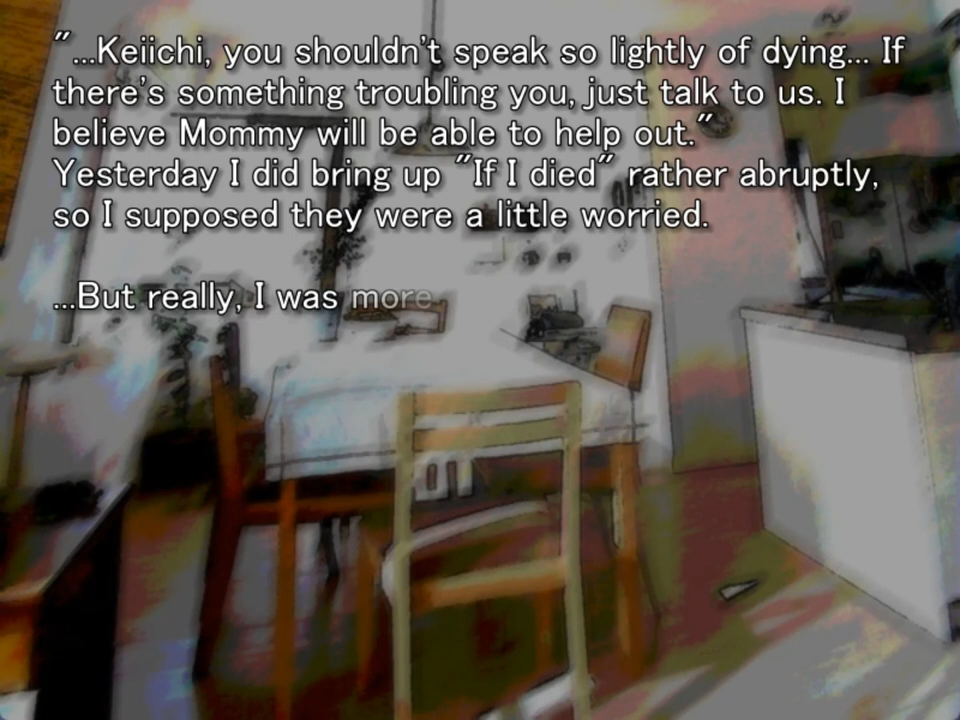 "...Keiichi, you shouldn't speak so lightly of dying... If
there's something troubling you, just talk to us. I
believe Mommy will be able to help out."
Yesterday I did bring up "If I died" rather abruptly,
so I supposed they were a little worried.
...But really, I was more